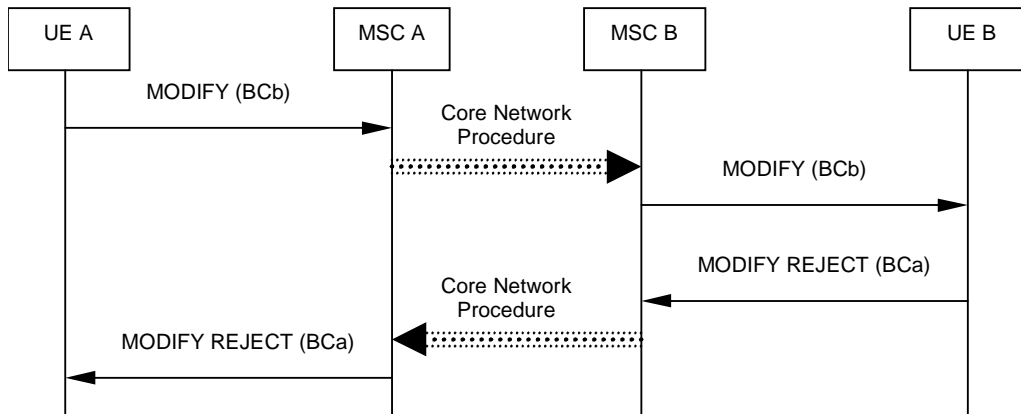 UE A
MSC A
MSC B
UE B
MODIFY (BCb)
Core Network
Procedure
MODIFY (BCb)
MODIFY REJECT (BCa)
Core Network
Procedure
MODIFY REJECT (BCa)